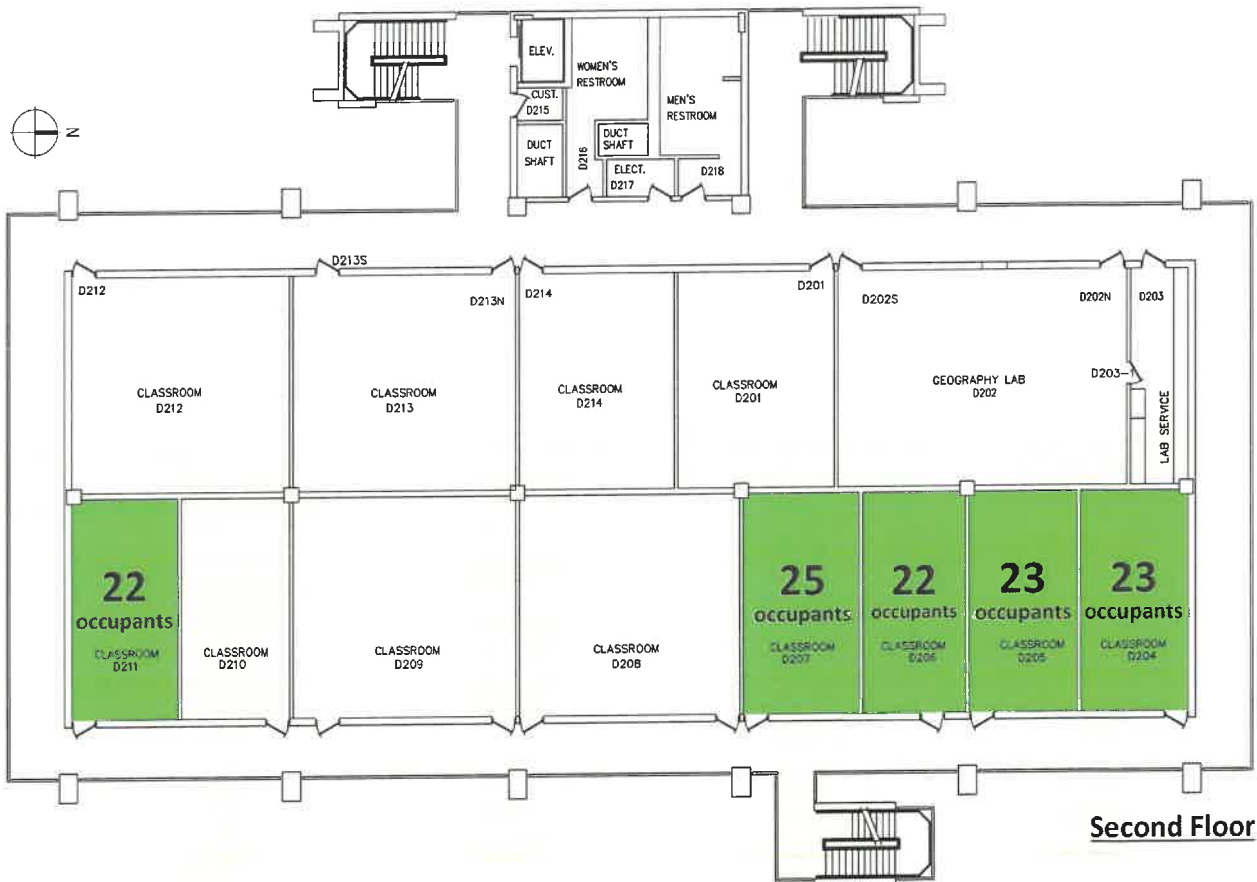 ELEV.
WOMEN'S
RESTROOM
CUST.
D215
MEN'S
RESTROOM
N
DUCT
SHAFT
DUCT
SHAFT
D216
ELECT.
D217
D218
D213S
D212
D213N
D214
D201
D202S
D202N
D203
CLASSROOM
D212
CLASSROOM
D213
CLASSROOM
D214
CLASSROOM
D201
GEOGRAPHY LAB
D202
D203-1
LAB SERVICE
22
occupants
CLASSROOM
D211
CLASSROOM
D210
CLASSROOM
D209
CLASSROOM
D208
25
occupants
CLASSROOM
D207
22
occupants
CLASSROOM
D206
23
occupants
CLASSROOM
D205
23
occupants
CLASSROOM
D204
Second Floor